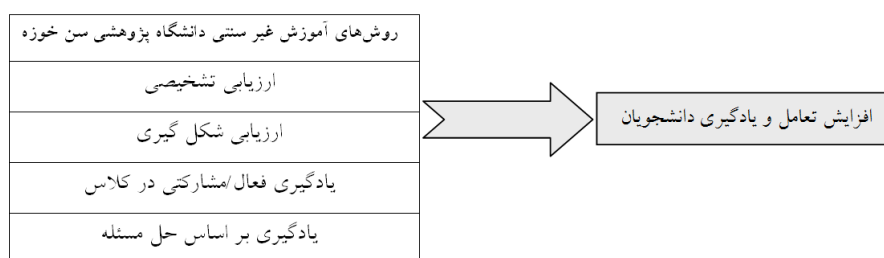 روش‌های آموزش غیر سنتی دانشگاه پژوهشی سن خوزه
ارزیابی تشخیصی
ارزیابی شکل گیری
یادگیری فعال/مشارکتی در کلاس
یادگیری بر اساس حل مسئله
افزایش تعامل و یادگیری دانشجویان